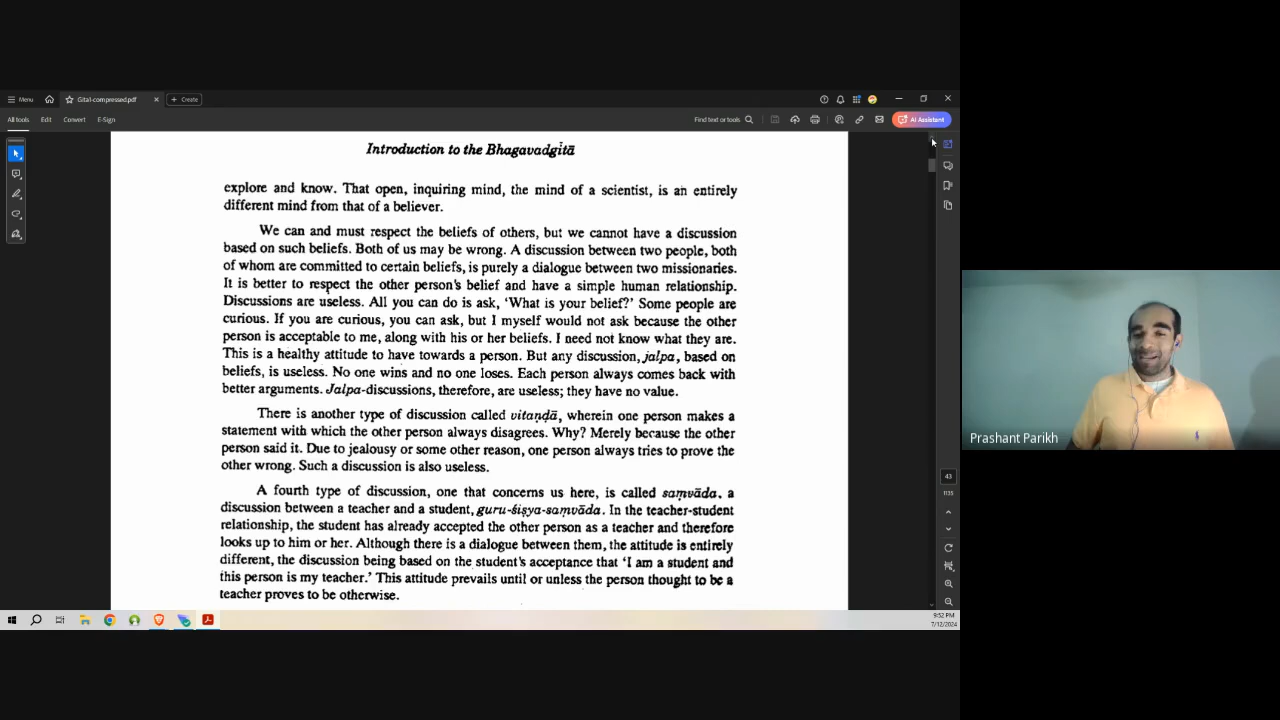 Menu
Gita1-compressed.pdf
Create
All tools
Edit
Convert
E-Sign
Find text or tools
AI Assistant
Introduction to the Bhagavadgītā
explore and know. That open, inquiring mind, the mind of a scientist, is an entirely
different mind from that of a believer.
We can and must respect the beliefs of others, but we cannot have a discussion
based on such beliefs. Both of us may be wrong. A discussion between two people, both
of whom are committed to certain beliefs, is purely a dialogue between two missionaries.
It is better to respect the other person's belief and have a simple human relationship.
Discussions are useless. All you can do is ask, 'What is your belief?' Some people are
curious. If you are curious, you can ask, but I myself would not ask because the other
person is acceptable to me, along with his or her beliefs. I need not know what they are.
This is a healthy attitude to have towards a person. But any discussion, jalpa, based on
beliefs, is useless. No one wins and no one loses. Each person always comes back with
better arguments. Jalpa-discussions, therefore, are useless; they have no value.
There is another type of discussion called vitaṇḍā, wherein one person makes a
statement with which the other person always disagrees. Why? Merely because the other
person said it. Due to jealousy or some other reason, one person always tries to prove the
other wrong. Such a discussion is also useless.
A fourth type of discussion, one that concerns us here, is called saṃvāda, a
discussion between a teacher and a student, guru-śiṣya-saṃvāda. In the teacher-student
relationship, the student has already accepted the other person as a teacher and therefore
looks up to him or her. Although there is a dialogue between them, the attitude is entirely
different, the discussion being based on the student's acceptance that 'I am a student and
this person is my teacher.' This attitude prevails until or unless the person thought to be a
teacher proves to be otherwise.
43
1135
9:52 PM
7/12/2024
Prashant Parikh